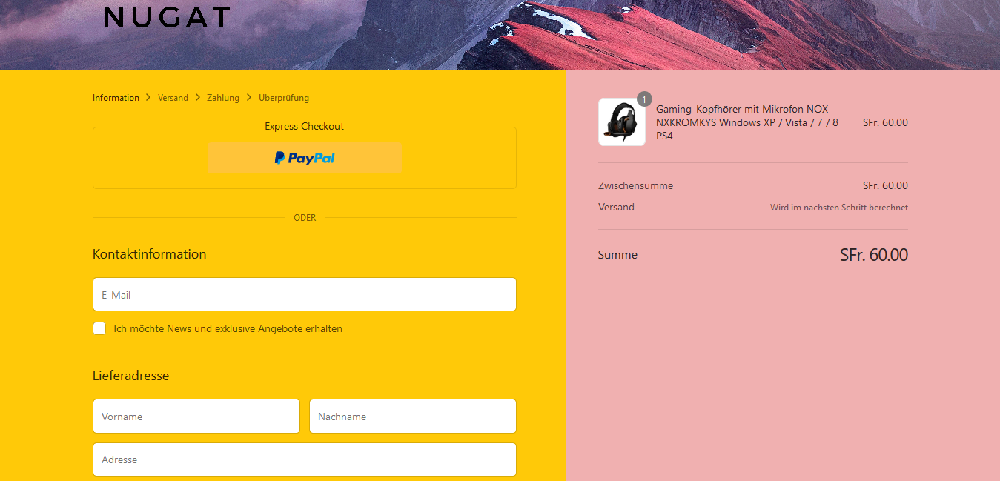 NUGAT
Information > Versand > Zahlung > Überprüfung
Express Checkout
PayPal
ODER
Kontaktinformation
E-Mail
Ich möchte News und exklusive Angebote erhalten
Lieferadresse
Vorname
Nachname
Adresse
1
Gaming-Kopfhörer mit Mikrofon NOX
NXKROMKYS Windows XP / Vista / 7 / 8
PS4
SFr. 60.00
Zwischensumme SFr. 60.00
Versand Wird im nächsten Schritt berechnet
Summe SFr. 60.00